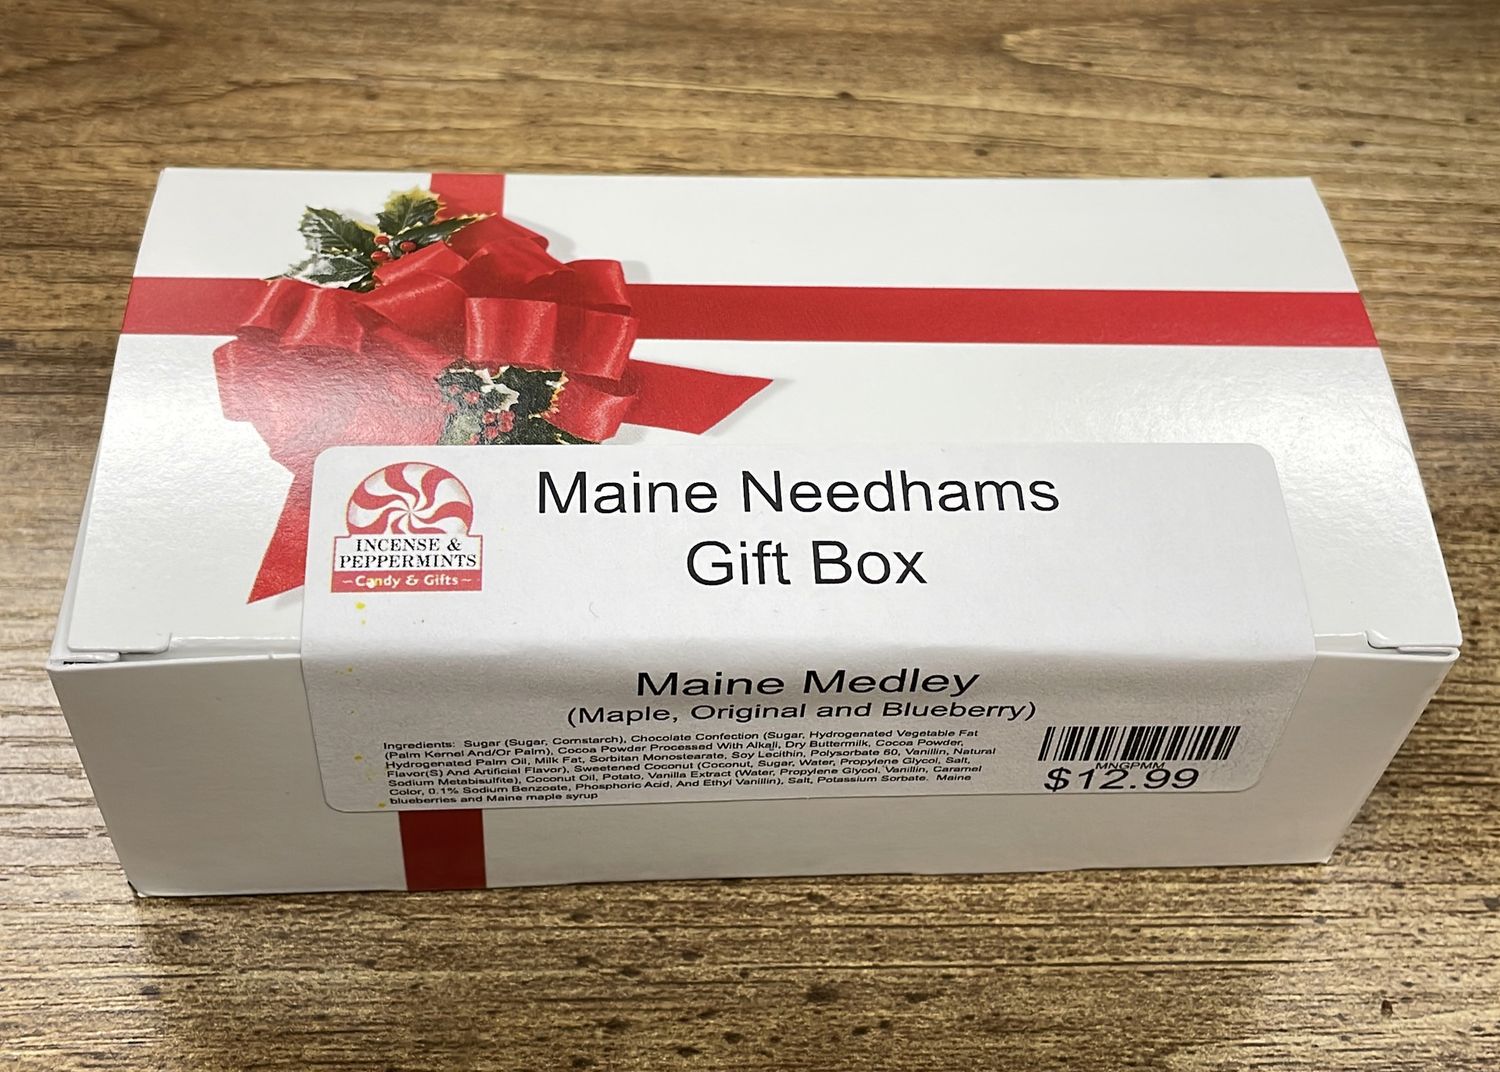 Maine Needhams
Gift Box
INCENSE &
PEPPERMINTS
~Candy & Gifts~
Maine Medley
(Maple, Original and Blueberry)
Ingredients: Sugar (Sugar, Cornstarch), Chocolate Confection (Sugar, Hydrogenated Vegetable Fat
(Palm Kernel And/Or Palm), Cocoa Powder Processed With Alkali, Dry Buttermilk, Cocoa Powder,
Hydrogenated Palm Oil, Milk Fat, Sorbitan Monostearate, Soy Lecithin, Polysorbate 60, Vanillin, Natural
Flavor(S) And Artificial Flavor), Sweetened Coconut (Coconut, Sugar, Water, Propylene Glycol, Salt,
Sodium Metabisulfite), Coconut Oil, Potato, Vanilla Extract (Water, Propylene Glycol, Vanillin, Caramel
Color, 0.1% Sodium Benzoate, Phosphoric Acid, And Ethyl Vanillin), Salt, Potassium Sorbate. Maine
blueberries and Maine maple syrup
MNGPMM
$12.99